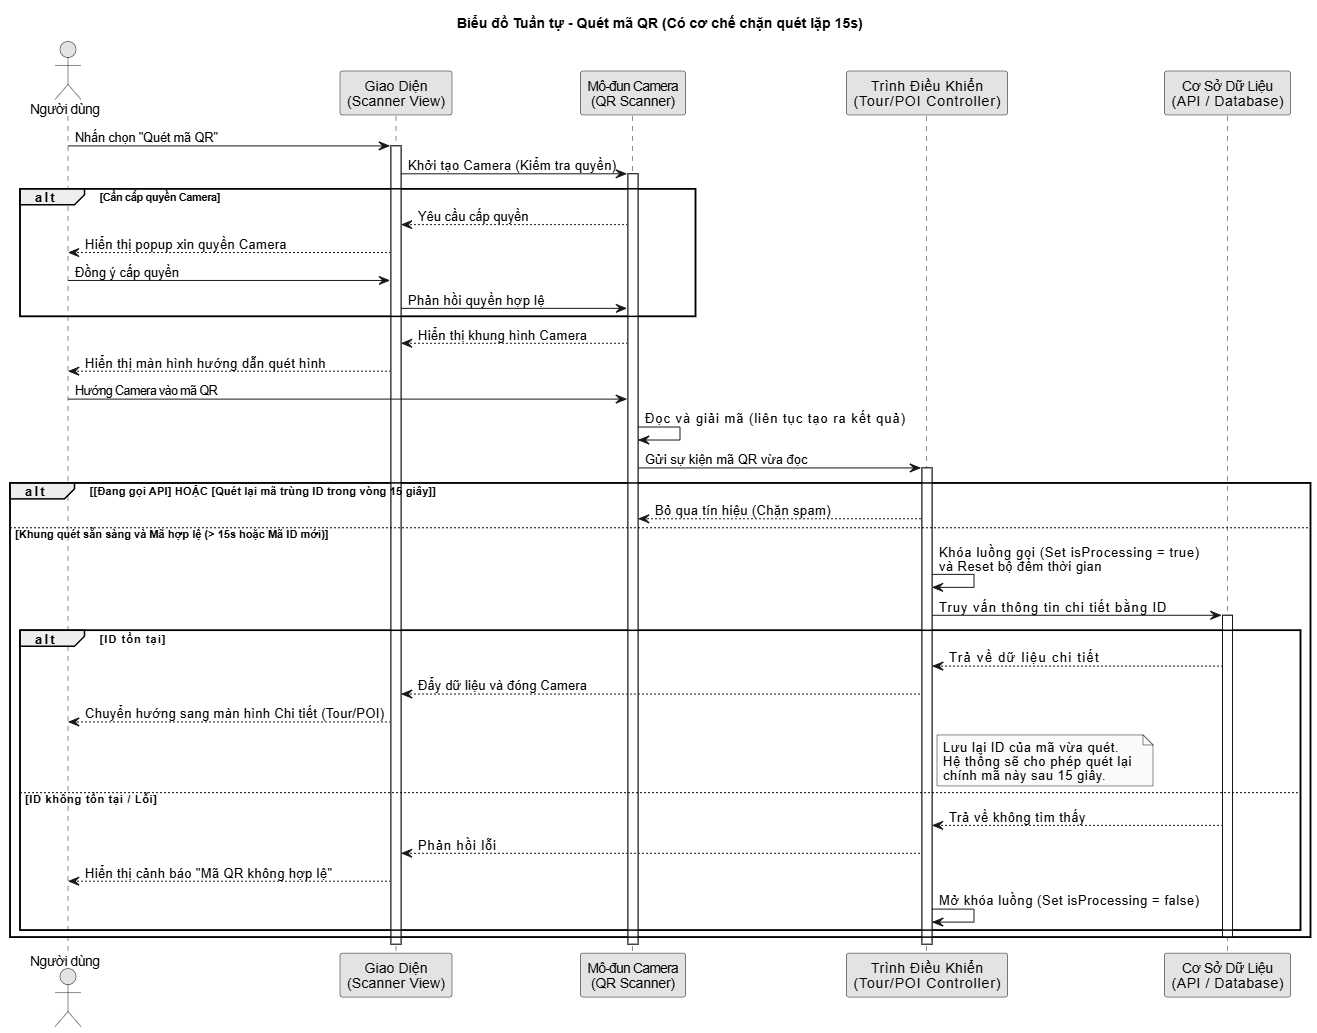 Biểu đồ Tuần tự - Quét mã QR (Có cơ chế chặn quét lặp 15s)
Người dùng
Giao Diện
(Scanner View)
Mô-đun Camera
(QR Scanner)
Trình Điều Khiển
(Tour/POI Controller)
Cơ Sở Dữ Liệu
(API / Database)
Nhấn chọn "Quét mã QR"
Khởi tạo Camera (Kiểm tra quyền)
alt
[Cần cấp quyền Camera]
Yêu cầu cấp quyền
Hiển thị popup xin quyền Camera
Đồng ý cấp quyền
Phản hồi quyền hợp lệ
Hiển thị khung hình Camera
Hiển thị màn hình hướng dẫn quét hình
Hướng Camera vào mã QR
Đọc và giải mã (liên tục tạo ra kết quả)
Gửi sự kiện mã QR vừa đọc
alt
[[Đang gọi API] HOẶC [Quét lại mã trùng ID trong vòng 15 giây]]
Bỏ qua tín hiệu (Chặn spam)
[Khung quét sẵn sàng và Mã hợp lệ (> 15s hoặc Mã ID mới)]
Khóa luồng gọi (Set isProcessing = true)
và Reset bộ đếm thời gian
Truy vấn thông tin chi tiết bằng ID
alt
[ID tồn tại]
Trả về dữ liệu chi tiết
Đẩy dữ liệu và đóng Camera
Chuyển hướng sang màn hình Chi tiết (Tour/POI)
Lưu lại ID của mã vừa quét.
Hệ thống sẽ cho phép quét lại
chính mã này sau 15 giây.
[ID không tồn tại / Lỗi]
Trả về không tìm thấy
Phản hồi lỗi
Hiển thị cảnh báo "Mã QR không hợp lệ"
Mở khóa luồng (Set isProcessing = false)
Người dùng
Giao Diện
(Scanner View)
Mô-đun Camera
(QR Scanner)
Trình Điều Khiển
(Tour/POI Controller)
Cơ Sở Dữ Liệu
(API / Database)